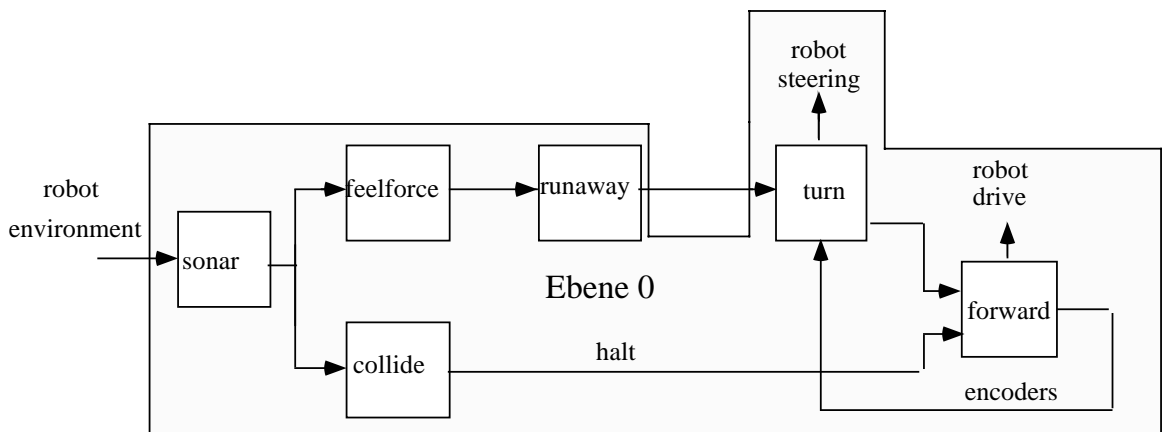 robot
steering
robot
drive
robot
environment
feelforce
runaway
turn
sonar
Ebene 0
forward
collide
halt
encoders